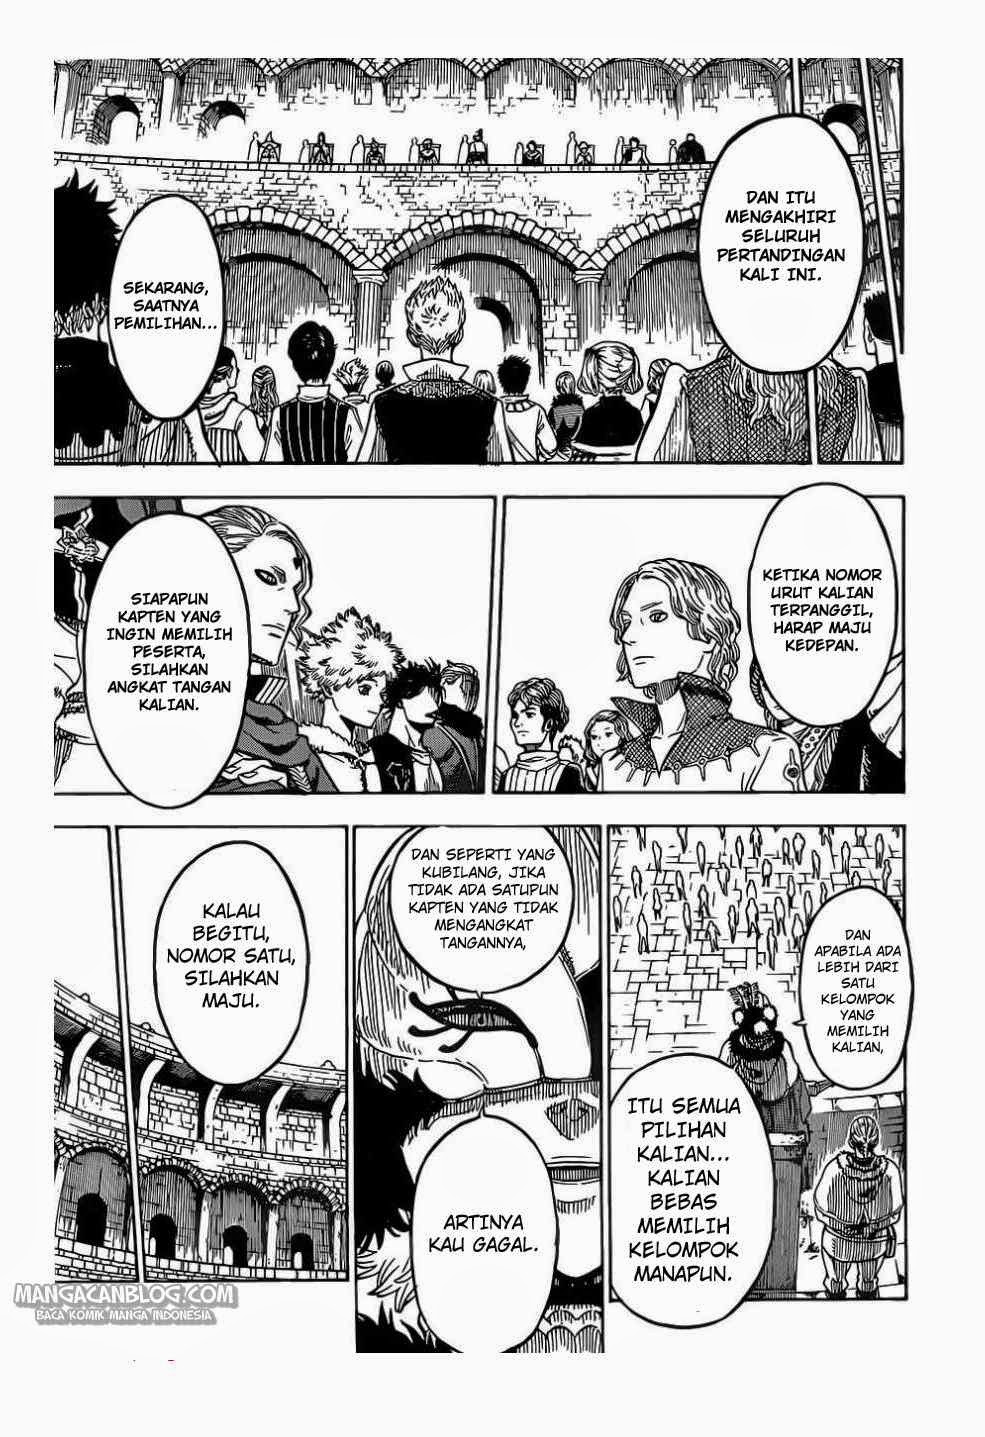 DAN ITU
MENGAKHIRI
SELURUH
PERTANDINGAN
KALI INI.
SEKARANG,
SAATNYA
PEMILIHAN...
KETIKA NOMOR
URUT KALIAN
TERPANGGIL,
HARAP MAJU
KEDEPAN.
SIAPAPUN
KAPTEN YANG
INGIN MEMILIH
PESERTA,
SILAHKAN
ANGKAT TANGAN
KALIAN.
DAN
APABILA ADA
LEBIH DARI
SATU
KELOMPOK
YANG
MEMILIH
KALIAN,
ITU SEMUA
PILIHAN
KALIAN...
KALIAN
BEBAS
MEMILIH
KELOMPOK
MANAPUN.
DAN SEPERTI YANG
KUBILANG, JIKA
TIDAK ADA SATUPUN
KAPTEN YANG TIDAK
MENGANGKAT
TANGANNYA,
ARTINYA
KAU GAGAL.
KALAU
BEGITU,
NOMOR SATU,
SILAHKAN
MAJU.
MANGACANBLOG.COM
BACA KOMIK MANGA INDONESIA